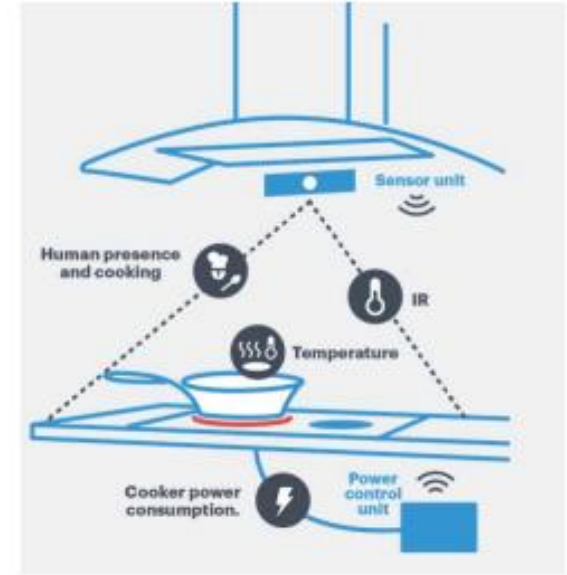 Sensor unit
Human presence
and cooking
IR
Temperature
Cooker power
consumption.
Power
control
unit